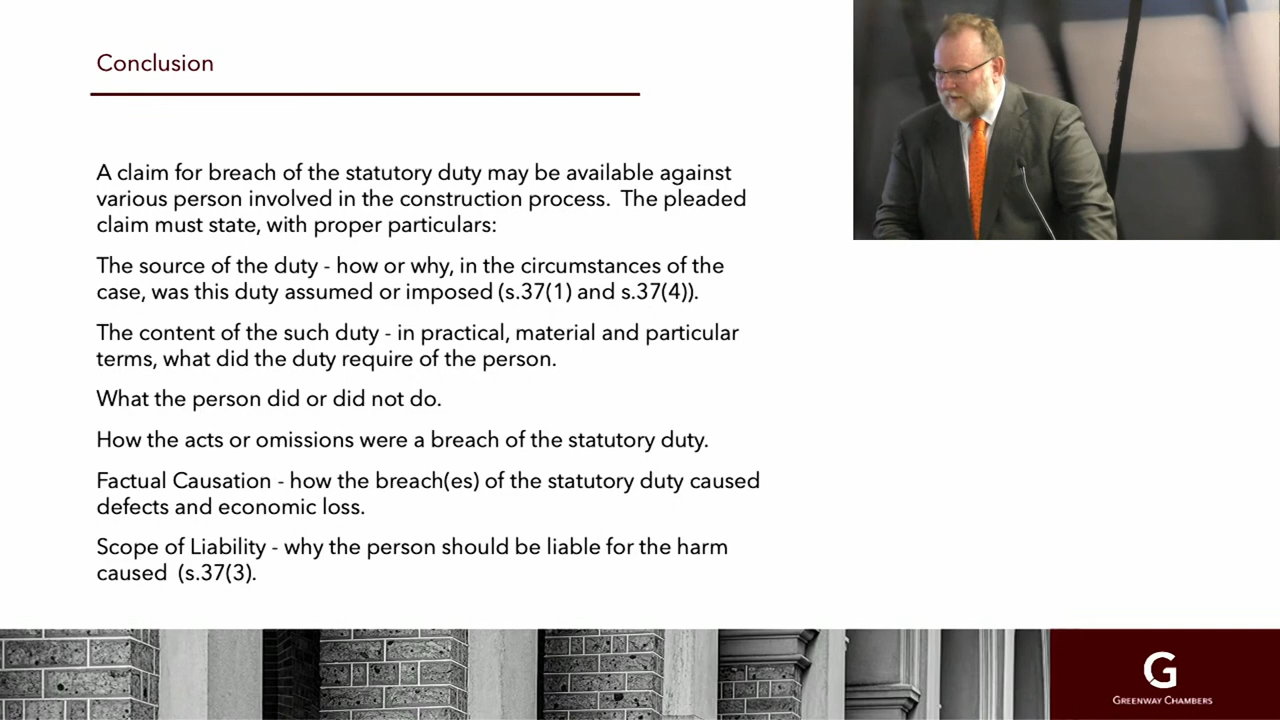 Conclusion
A claim for breach of the statutory duty may be available against
various person involved in the construction process.  The pleaded
claim must state, with proper particulars:
The source of the duty - how or why, in the circumstances of the
case, was this duty assumed or imposed (s.37(1) and s.37(4)).
The content of the such duty - in practical, material and particular
terms, what did the duty require of the person.
What the person did or did not do.
How the acts or omissions were a breach of the statutory duty.
Factual Causation - how the breach(es) of the statutory duty caused
defects and economic loss.
Scope of Liability - why the person should be liable for the harm
caused  (s.37(3).
G
GREENWAY CHAMBERS